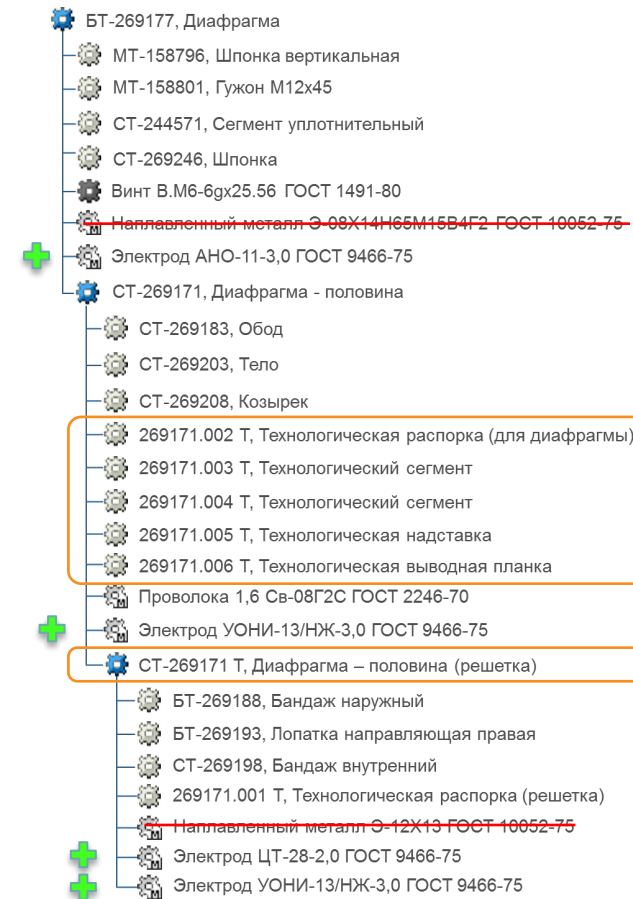 БТ-269177, Диафрагма
МТ-158796, Шпонка вертикальная
МТ-158801, Гужон М12х45
СТ-244571, Сегмент уплотнительный
СТ-269246, Шпонка
Винт В.М6-6gx25.56 ГОСТ 1491-80
Наплавленный металл Э-08Х14Н65М15В4Г2 ГОСТ 10052-75
Электрод АНО-11-3,0 ГОСТ 9466-75
СТ-269171, Диафрагма - половина
СТ-269183, Обод
СТ-269203, Тело
СТ-269208, Козырек
269171.002 Т, Технологическая распорка (для диафрагмы)
269171.003 Т, Технологический сегмент
269171.004 Т, Технологический сегмент
269171.005 Т, Технологическая надставка
269171.006 Т, Технологическая выводная планка
Проволока 1,6 Св-08Г2С ГОСТ 2246-70
Электрод УОНИ-13/НЖ-3,0 ГОСТ 9466-75
СТ-269171 Т, Диафрагма – половина (решетка)
БТ-269188, Бандаж наружный
БТ-269193, Лопатка направляющая правая
СТ-269198, Бандаж внутренний
269171.001 Т, Технологическая распорка (решетка)
Наплавленный металл Э-12Х13 ГОСТ 10052-75
Электрод ЦТ-28-2,0 ГОСТ 9466-75
Электрод УОНИ-13/НЖ-3,0 ГОСТ 9466-75